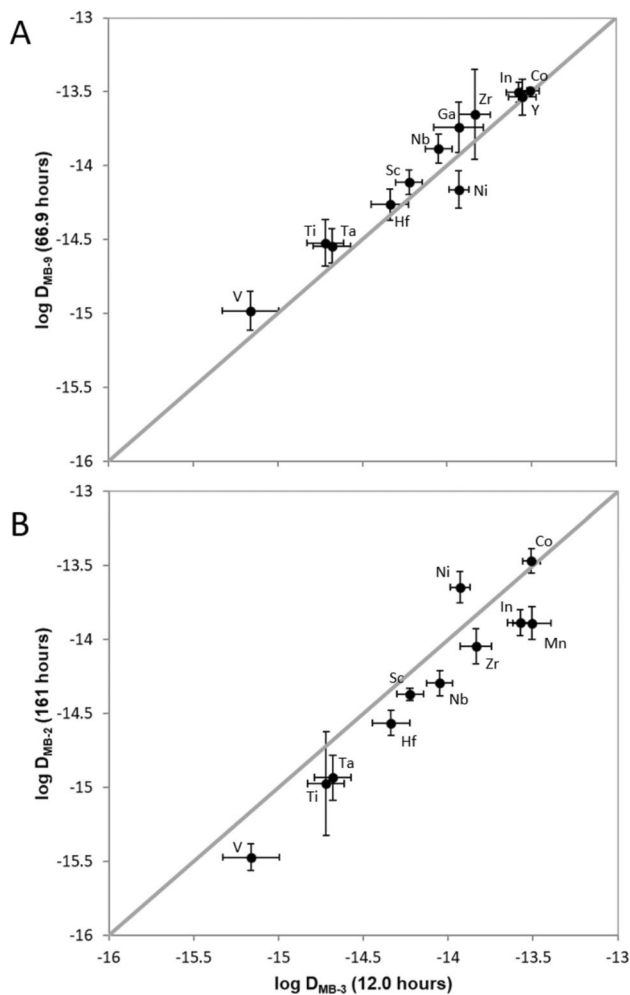 A
-13
-13.5
-14
-14.5
-15
-15.5
-16
log D_MB-9 (66.9 hours)
In Co
Y
Zr
Ga
Nb
Ni
Sc
Hf
Ti Ta
V
B
-13
-13.5
-14
-14.5
-15
-15.5
-16
log D_MB-2 (161 hours)
Co
Ni
In
Mn
Zr
Sc
Nb
Hf
Ta
Ti
V
-16 -15.5 -15 -14.5 -14 -13.5 -13
log D_MB-3 (12.0 hours)